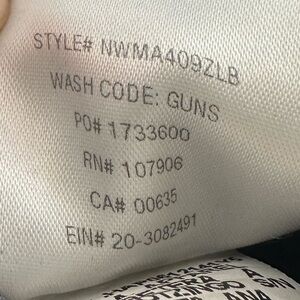 STYLE# NWMA409ZLB
WASH CODE: GUNS
PO# 1733600
RN# 107906
CA# 00635
EIN# 20-3082491